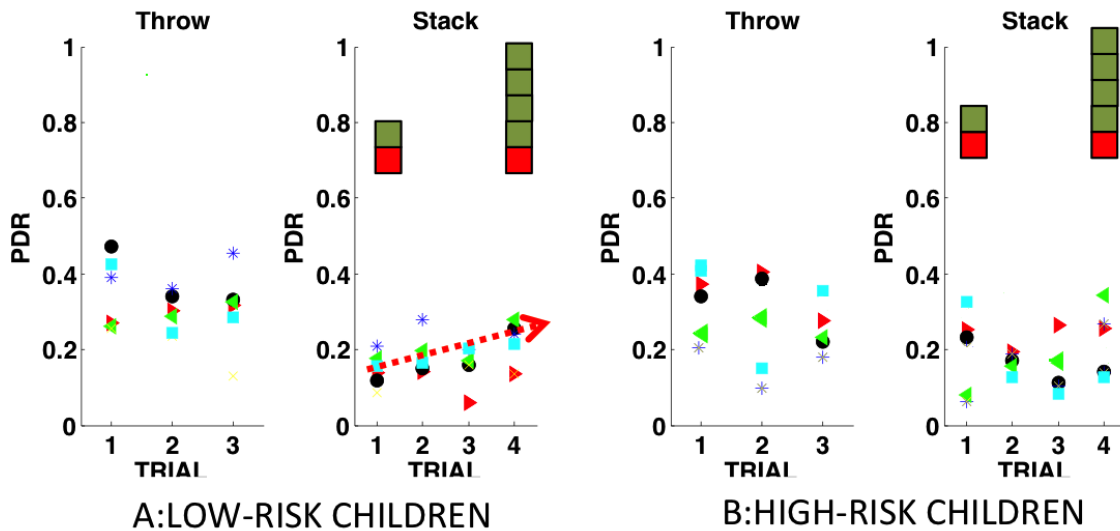 Throw
Stack
Throw
Stack
PDR
1
0.8
0.6
0.4
0.2
0
1 2 3
TRIAL
PDR
1
0.8
0.6
0.4
0.2
0
1 2 3 4
TRIAL
PDR
1
0.8
0.6
0.4
0.2
0
1 2 3
TRIAL
PDR
1
0.8
0.6
0.4
0.2
0
1 2 3 4
TRIAL
A:LOW-RISK CHILDREN
B:HIGH-RISK CHILDREN